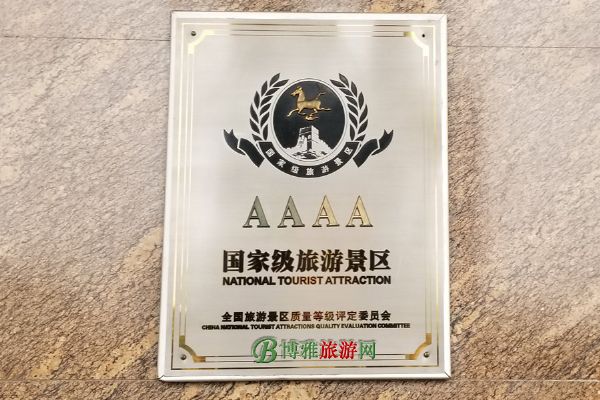 国家级旅游景区
AAAA
国家级旅游景区
NATIONAL TOURIST ATTRACTION
全国旅游景区质量等级评定委员会
CHINA NATIONAL TOURIST ATTRACTIONS QUALITY EVALUATION COMMITTEE
B博雅旅游网